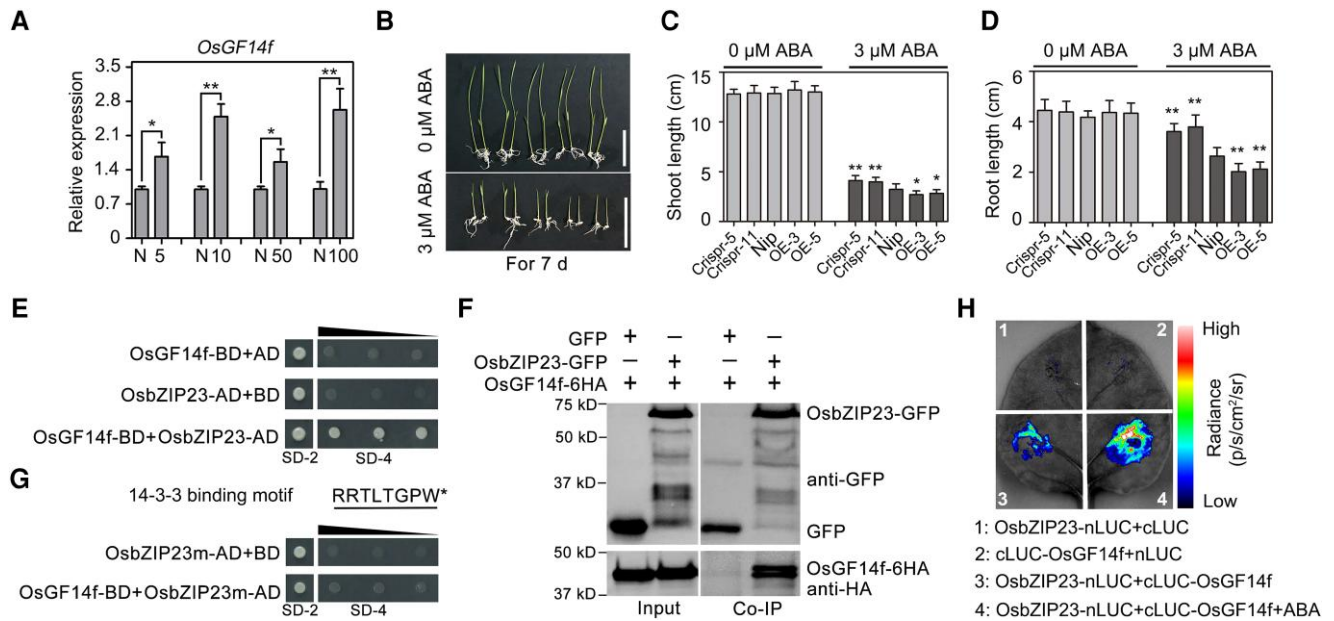 A
OsGF14f
Relative expression
3.5
2.8
2.1
1.4
0.7
0
*
**
*
**
N 5 N 10 N 50 N 100
B
0 μM ABA
3 μM ABA
For 7 d
C
0 μM ABA 3 μM ABA
Shoot length (cm)
15
10
5
0
** ** * *
Crispr-5 Crispr-11 Nip OE-3 OE-5 Crispr-5 Crispr-11 Nip OE-3 OE-5
D
0 μM ABA 3 μM ABA
Root length (cm)
6
4
2
0
** ** ** **
Crispr-5 Crispr-11 Nip OE-3 OE-5 Crispr-5 Crispr-11 Nip OE-3 OE-5
E
OsGF14f-BD+AD
OsbZIP23-AD+BD
OsGF14f-BD+OsbZIP23-AD
SD-2 SD-4
G
14-3-3 binding motif RRTLTGPW*
OsbZIP23m-AD+BD
OsGF14f-BD+OsbZIP23m-AD
SD-2 SD-4
F
GFP + — + —
OsbZIP23-GFP — + — +
OsGF14f-6HA + + + +
75 kD
50 kD
37 kD
50 kD
37 kD
OsbZIP23-GFP
anti-GFP
GFP
OsGF14f-6HA
anti-HA
Input Co-IP
H
1 2
3 4
High
Radiance
(p/s/cm²/sr)
Low
1: OsbZIP23-nLUC+cLUC
2: cLUC-OsGF14f+nLUC
3: OsbZIP23-nLUC+cLUC-OsGF14f
4: OsbZIP23-nLUC+cLUC-OsGF14f+ABA